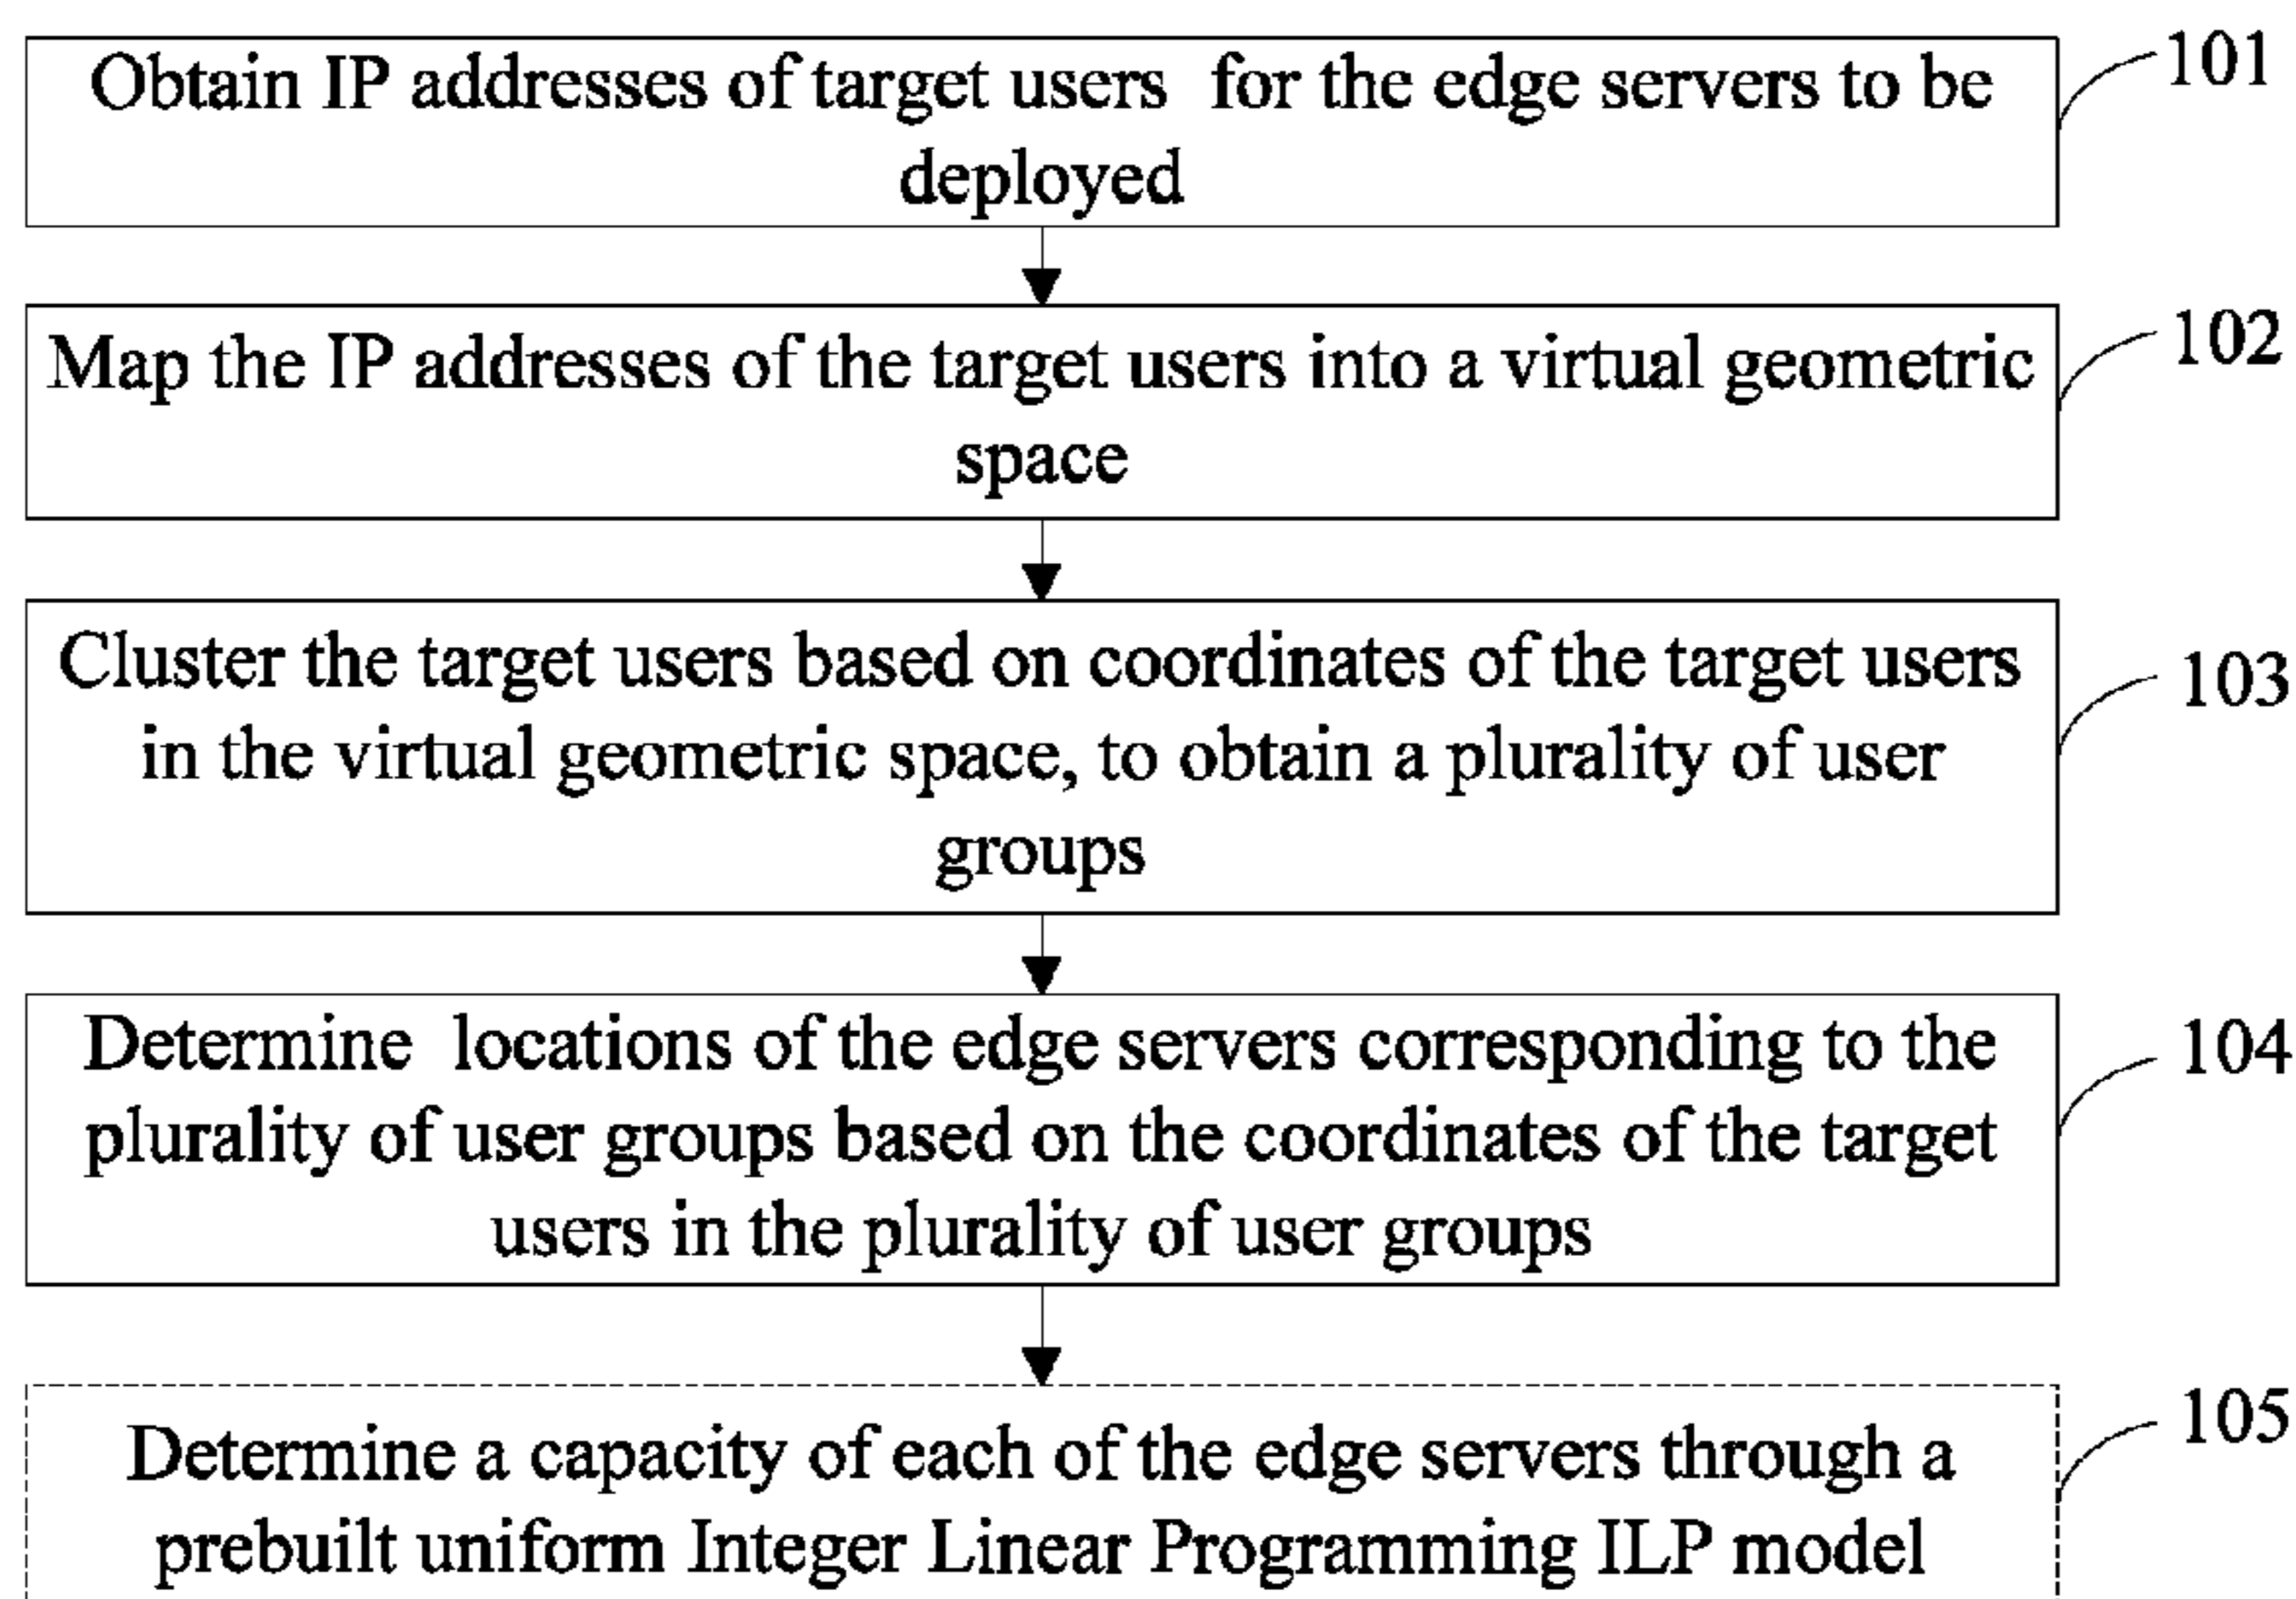 Obtain IP addresses of target users for the edge servers to be
deployed
101
Map the IP addresses of the target users into a virtual geometric
space
102
Cluster the target users based on coordinates of the target users
in the virtual geometric space, to obtain a plurality of user
groups
103
Determine locations of the edge servers corresponding to the
plurality of user groups based on the coordinates of the target
users in the plurality of user groups
104
Determine a capacity of each of the edge servers through a
prebuilt uniform Integer Linear Programming ILP model
105